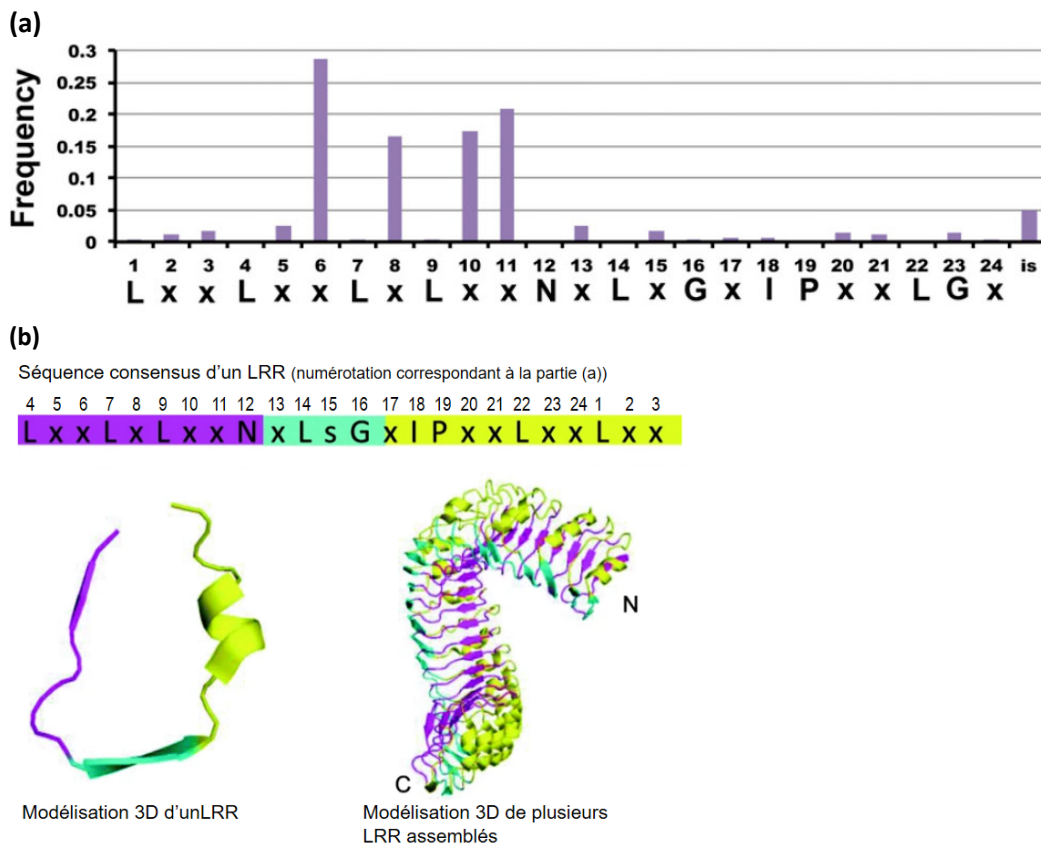 (a)
Frequency
0.3
0.25
0.2
0.15
0.1
0.05
0
1 2 3 4 5 6 7 8 9 10 11 12 13 14 15 16 17 18 19 20 21 22 23 24 is
L x x L x x L x L x x N x L x G x I P x x L G x
(b)
Séquence consensus d'un LRR (numérotation correspondant à la partie (a))
4 5 6 7 8 9 10 11 12 13 14 15 16 17 18 19 20 21 22 23 24 1 2 3
L x x L x L x x N x L s G x I P x x L x x L x x
N
C
Modélisation 3D d'unLRR
Modélisation 3D de plusieurs
LRR assemblés